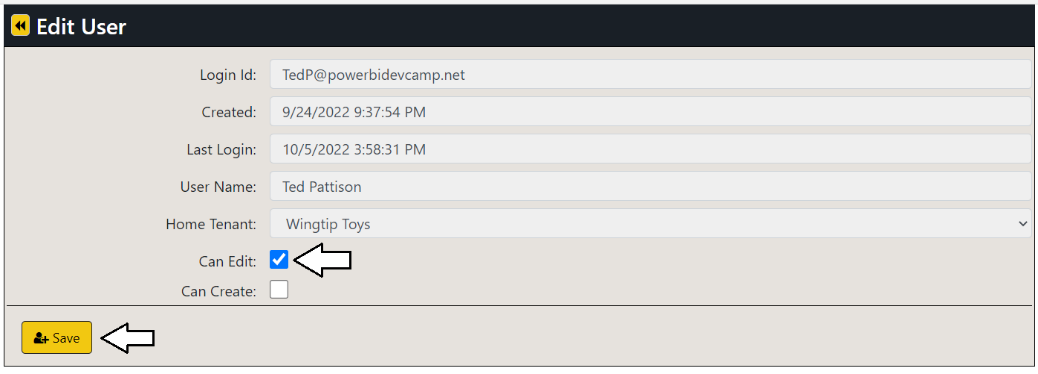 Edit User
Login Id: TedP@powerbidevcamp.net
Created: 9/24/2022 9:37:54 PM
Last Login: 10/5/2022 3:58:31 PM
User Name: Ted Pattison
Home Tenant: Wingtip Toys
Can Edit:
Can Create:
Save